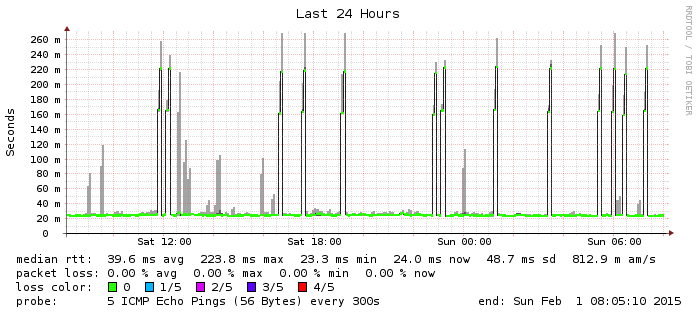 Last 24 Hours
RRDTOOL / TOBI OETIKER
Seconds
260 m
240 m
220 m
200 m
180 m
160 m
140 m
120 m
100 m
80 m
60 m
40 m
20 m
0
Sat 12:00 Sat 18:00 Sun 00:00 Sun 06:00
median rtt: 39.6 ms avg 223.8 ms max 23.3 ms min 24.0 ms now 48.7 ms sd 812.9 m am/s
packet loss: 0.00 % avg 0.00 % max 0.00 % min 0.00 % now
loss color: 0 1/5 2/5 3/5 4/5
probe: 5 ICMP Echo Pings (56 Bytes) every 300s end: Sun Feb 1 08:05:10 2015